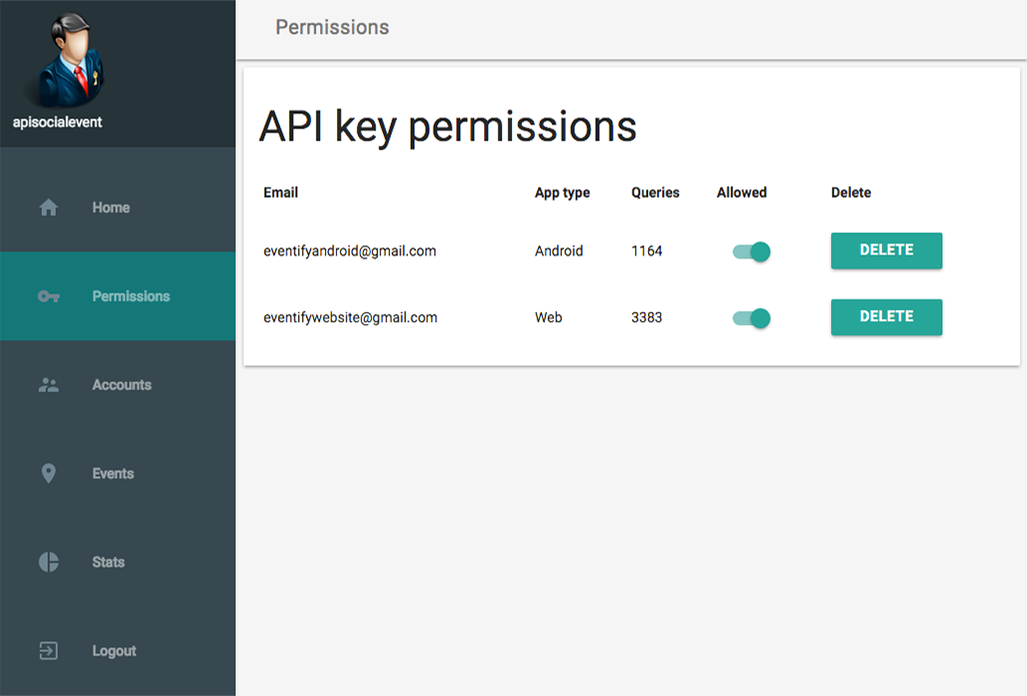 apisocialevent
Home
Permissions
Accounts
Events
Stats
Logout
Permissions
API key permissions
Email App type Queries Allowed Delete
eventifyandroid@gmail.com Android 1164 DELETE
eventifywebsite@gmail.com Web 3383 DELETE